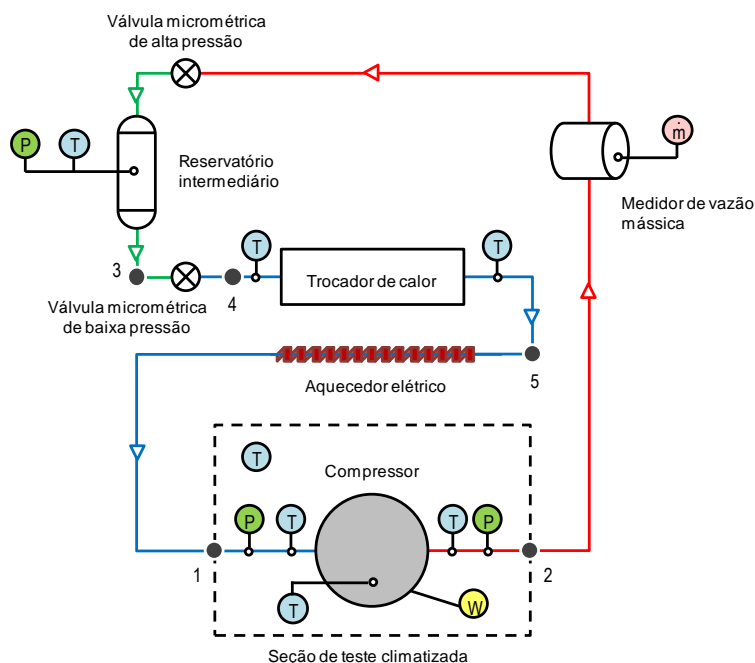 Válvula micrométrica
de alta pressão
P
T
Reservatório
intermediário
ṁ
Medidor de vazão
mássica
3
Válvula micrométrica
de baixa pressão
4
T
Trocador de calor
T
5
Aquecedor elétrico
T
Compressor
1
P
T
T
P
2
T
W
Seção de teste climatizada